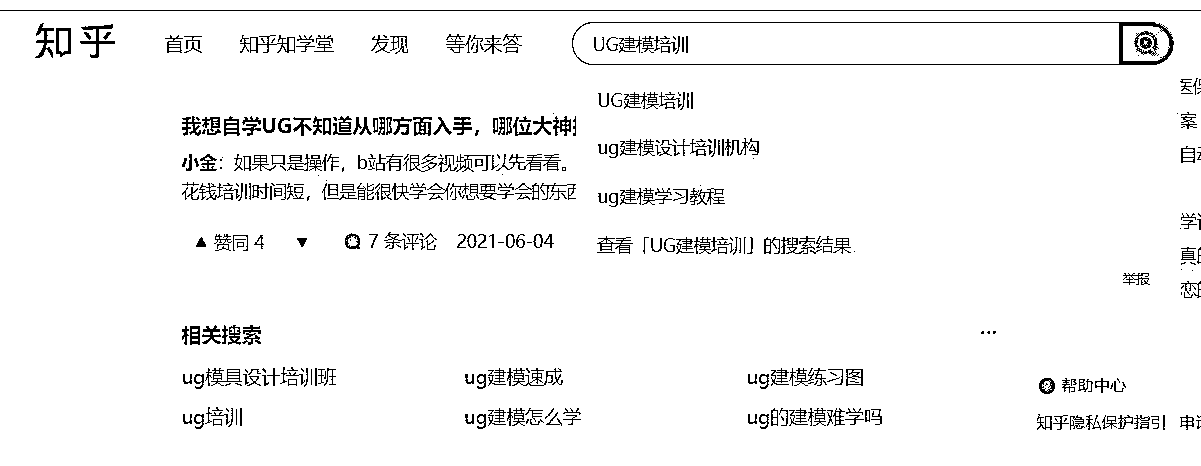 知乎 首页 知乎知学堂 发现 等你来答 UG建模培训
UG建模培训
ug建模设计培训机构
ug建模学习教程
查看「UG建模培训」的搜索结果
我想自学UG不知道从哪方面入手，哪位大神
小金：如果只是操作，b站有很多视频可以先看看。
花钱培训时间短，但是能很快学会你想要学会的东西
▲ 赞同 4 ▼ 7 条评论 2021-06-04
举报
医保
案
自动
学
真的
恋的
相关搜索 ...
ug模具设计培训班 ug建模速成 ug建模练习图
ug培训 ug建模怎么学 ug的建模难学吗
帮助中心
知乎隐私保护指引 申请